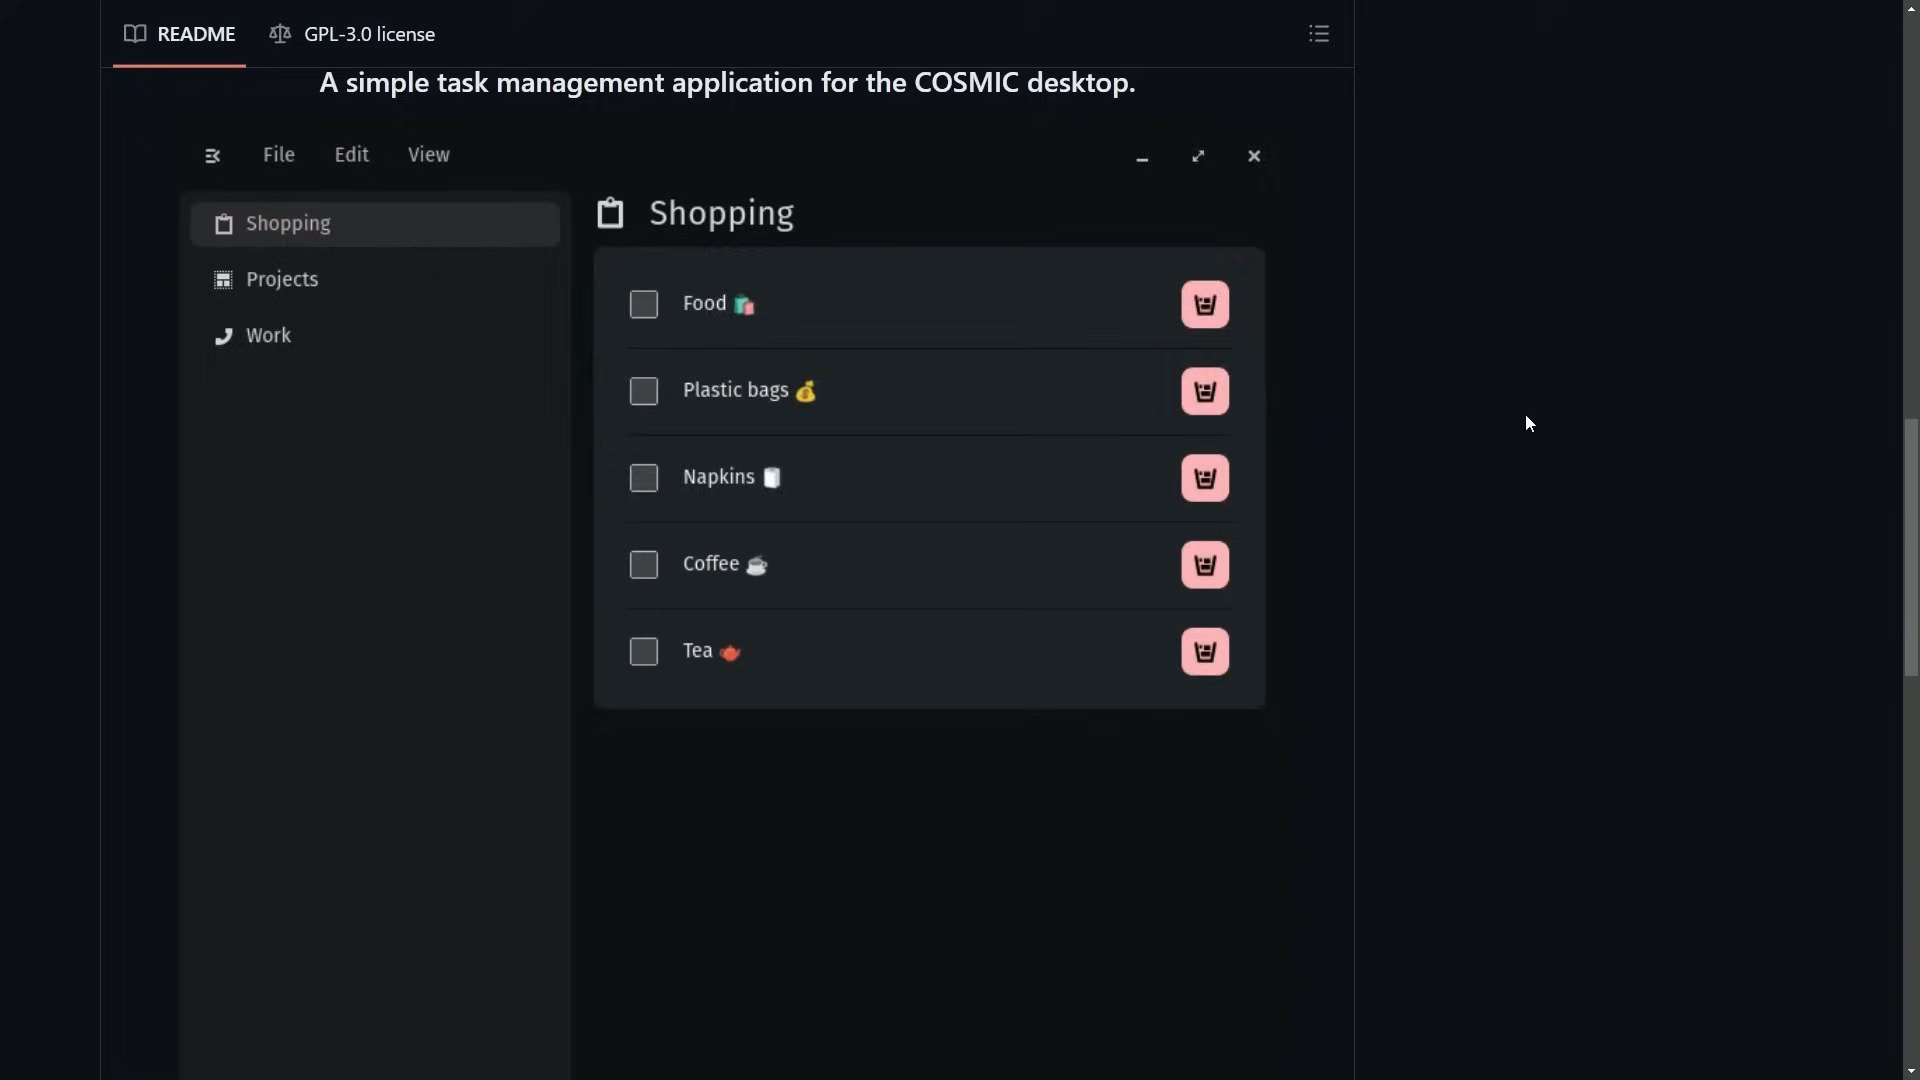 README
GPL-3.0 license
A simple task management application for the COSMIC desktop.
File
Edit
View
Shopping
Projects
Work
Shopping
Food 🛍️
Plastic bags 💰
Napkins 🧻
Coffee ☕
Tea 🫖